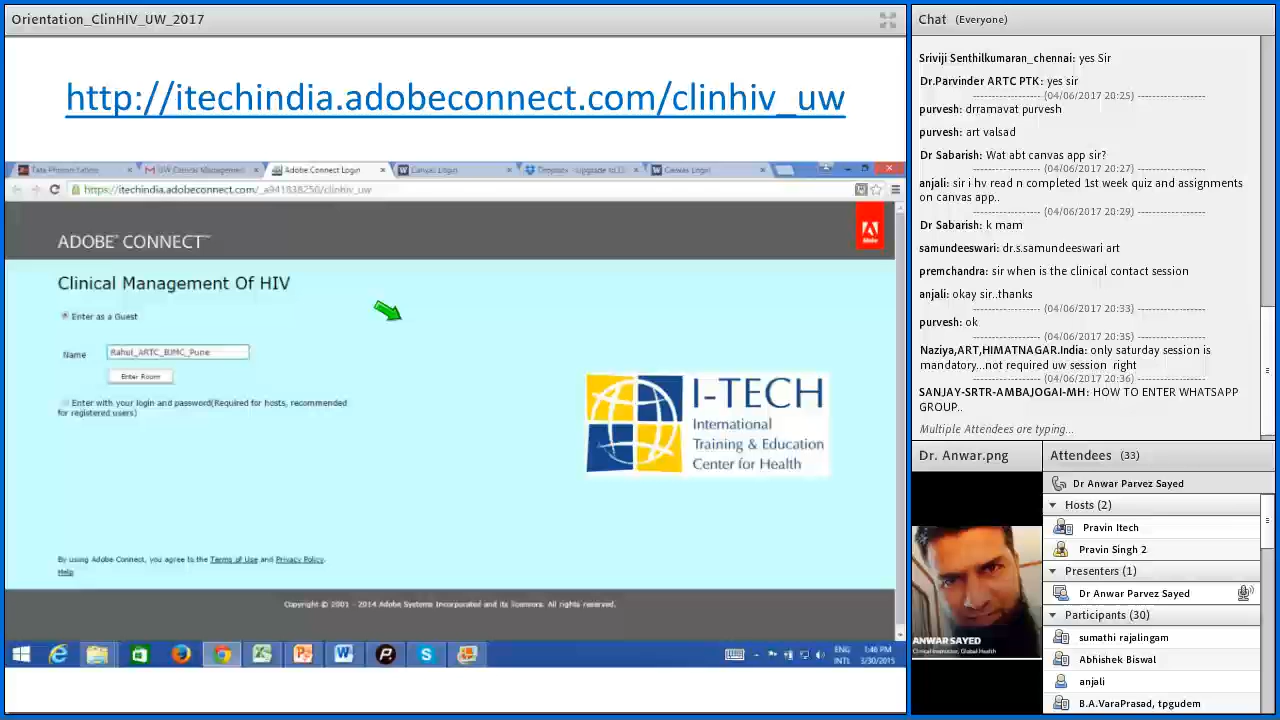 Orientation_ClinHIV_UW_2017
http://itechindia.adobeconnect.com/clinhiv_uw
Adobe Connect Login
Canvas Login
Canvas Login
https://itechindia.adobeconnect.com/_a941838250/clinhiv_uw
ADOBE® CONNECT™
Adobe
Clinical Management Of HIV
Enter as a Guest
Name
Rahul_ARTC_BJMC_Pune
Enter Room
Enter with your login and password(Required for hosts, recommended
for registered users)
I-TECH
International
Training & Education
Center for Health
By using Adobe Connect, you agree to the Terms of Use and Privacy Policy.
Help
Copyright © 2001 - 2014 Adobe Systems Incorporated and its licensors. All rights reserved.
ENG
INTL
1:46 PM
3/30/2015
Chat (Everyone)
Sriviji Senthilkumaran_chennai: yes Sir
Dr.Parvinder ARTC PTK: yes sir
------------------ (04/06/2017 20:25) ------------------
purvesh: drramavat purvesh
purvesh: art valsad
Dr Sabarish: Wat abt canvas app sir?
------------------ (04/06/2017 20:27) ------------------
anjali: sir i hv read n completed 1st week quiz and assignments
on canvas app..
------------------ (04/06/2017 20:29) ------------------
Dr Sabarish: k mam
samundeeswari: dr.s.samundeeswari art
premchandra: sir when is the clinical contact session
anjali: okay sir..thanks
------------------ (04/06/2017 20:33) ------------------
purvesh: ok
------------------ (04/06/2017 20:35) ------------------
Naziya,ART,HIMATNAGAR.India: only saturday session is
mandatory...not required uw session right
------------------ (04/06/2017 20:36) ------------------
SANJAY-SRTR-AMBAJOGAI-MH: HOW TO ENTER WHATSAPP
GROUP..
Multiple Attendees are typing...
Dr. Anwar.png
ANWAR SAYED
Clinical Instructor, Global Health
Attendees (33)
Dr Anwar Parvez Sayed
Hosts (2)
Pravin Itech
Pravin Singh 2
Presenters (1)
Dr Anwar Parvez Sayed
Participants (30)
sumathi rajalingam
Abhishek Biswal
anjali
B.A.VaraPrasad, tpgudem